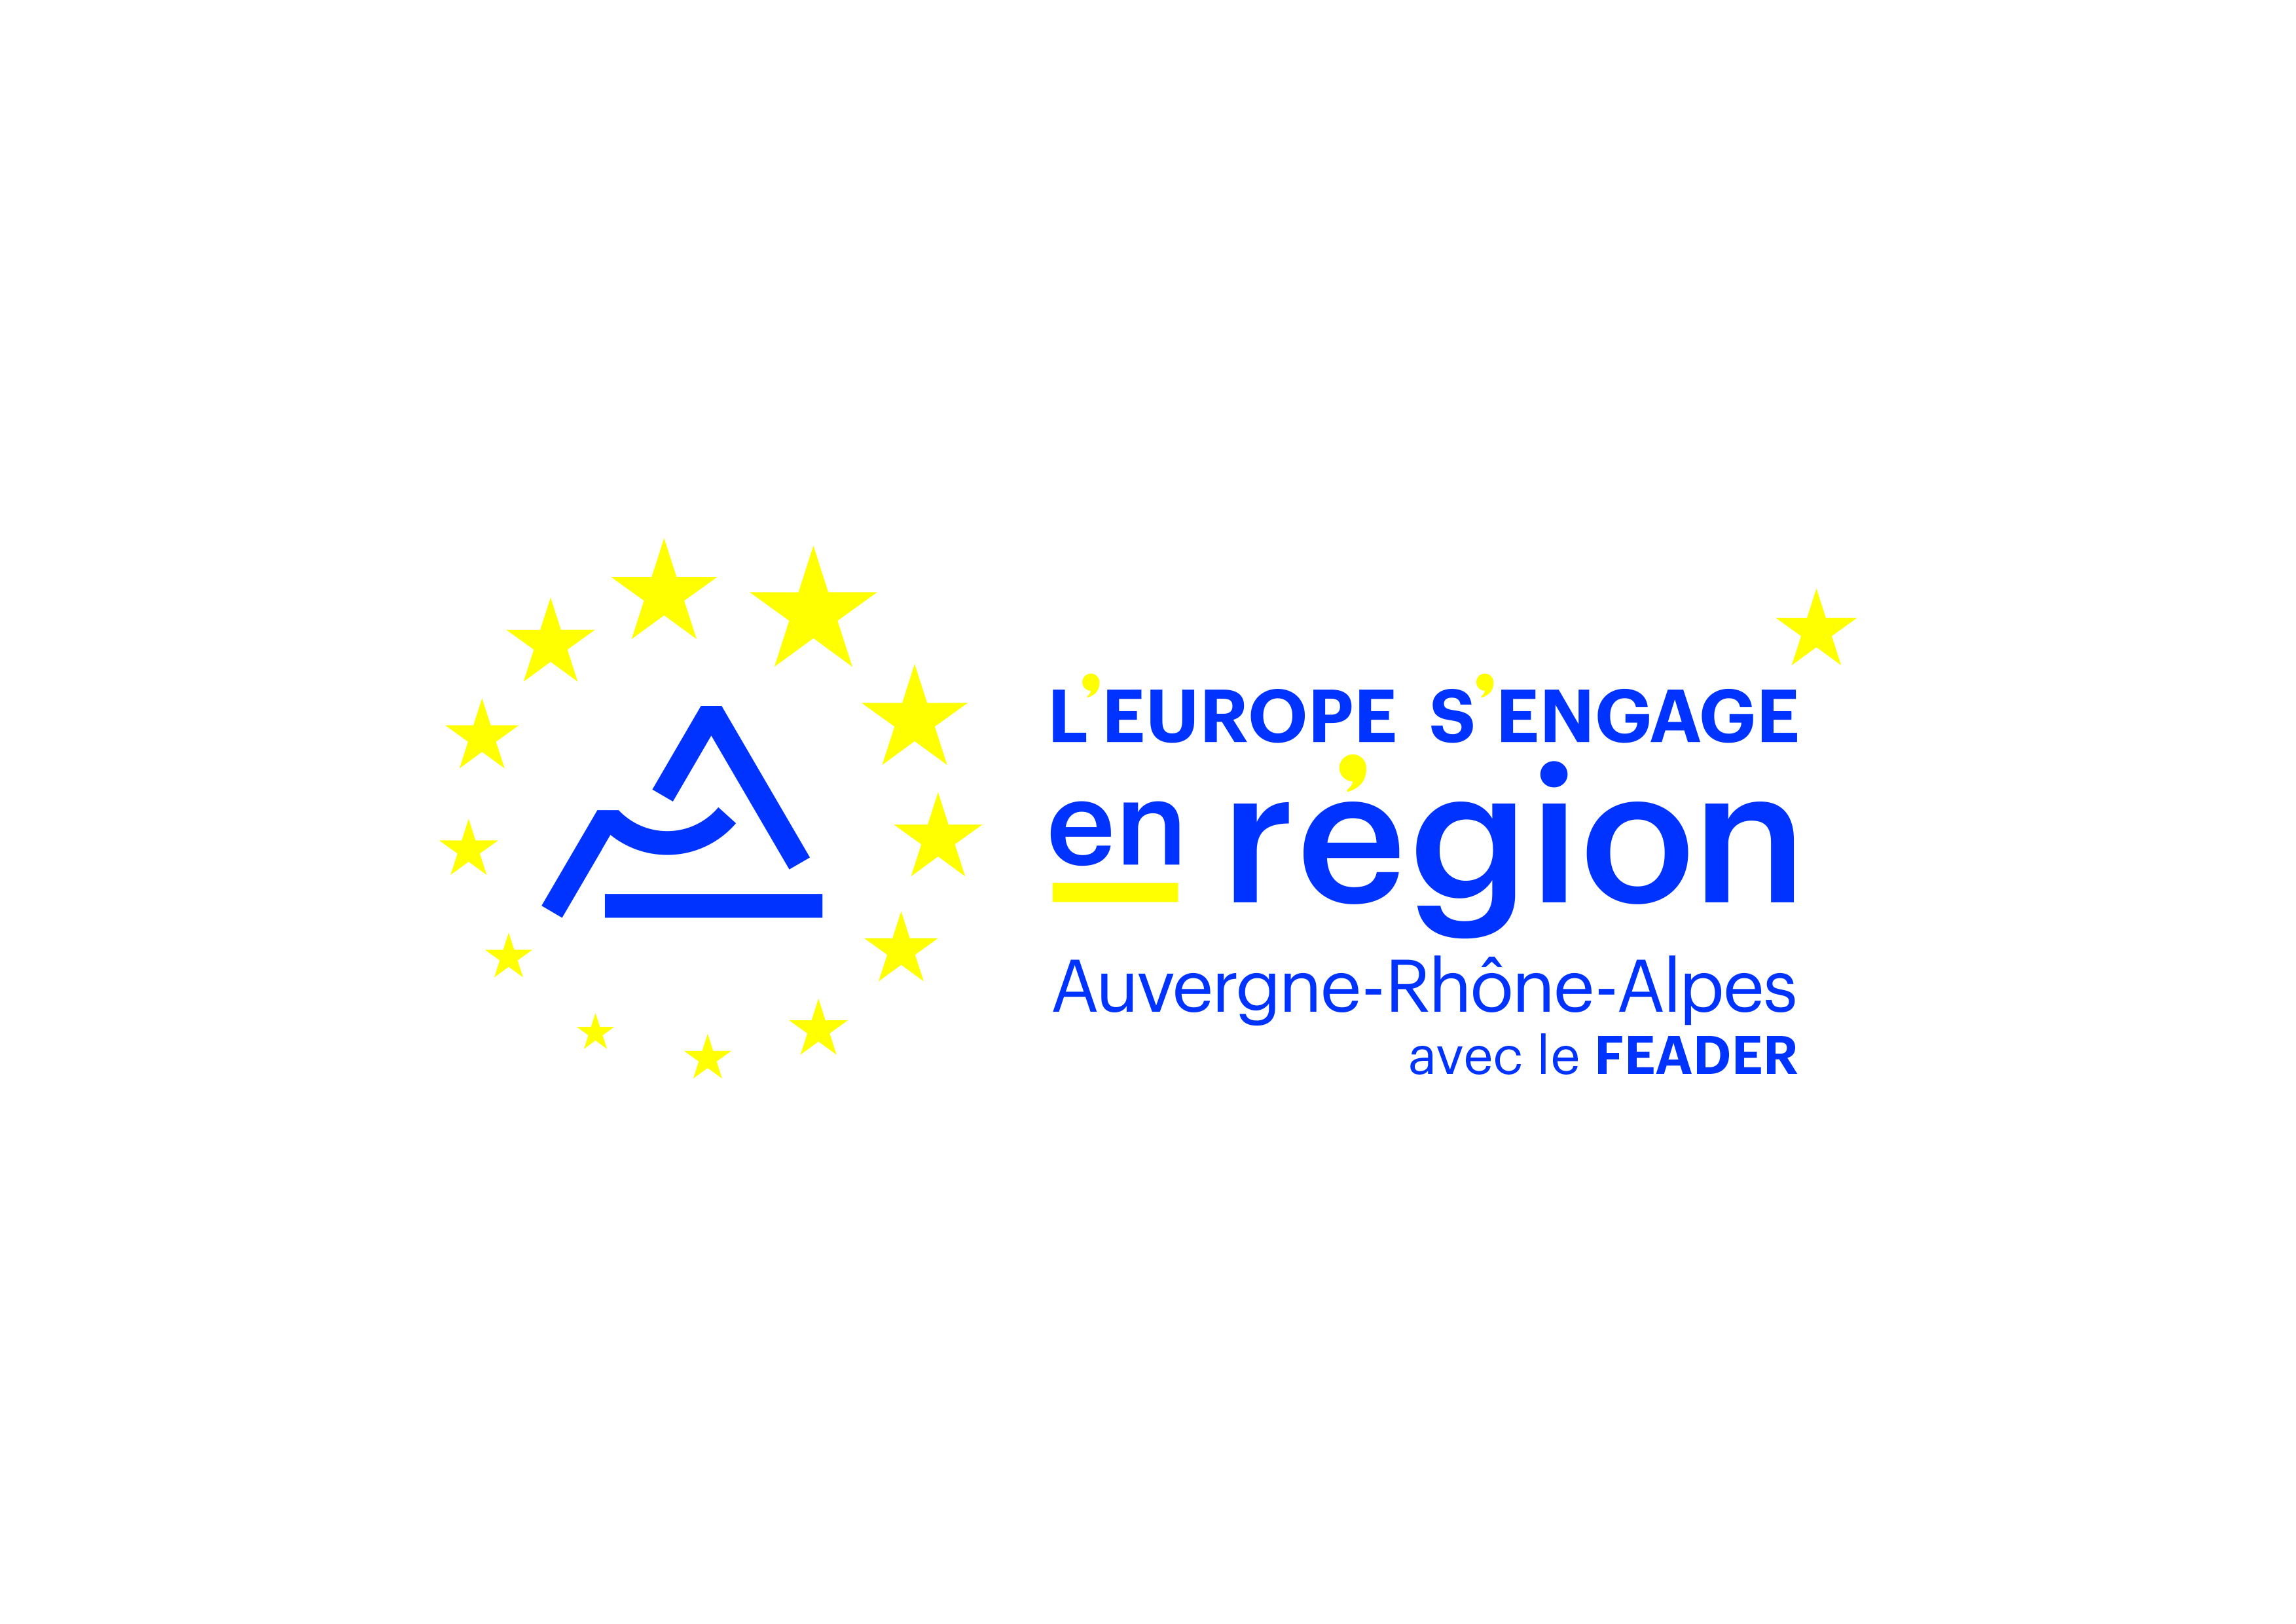 L’EUROPE S’ENGAGE
en région
Auvergne-Rhône-Alpes
avec le FEADER